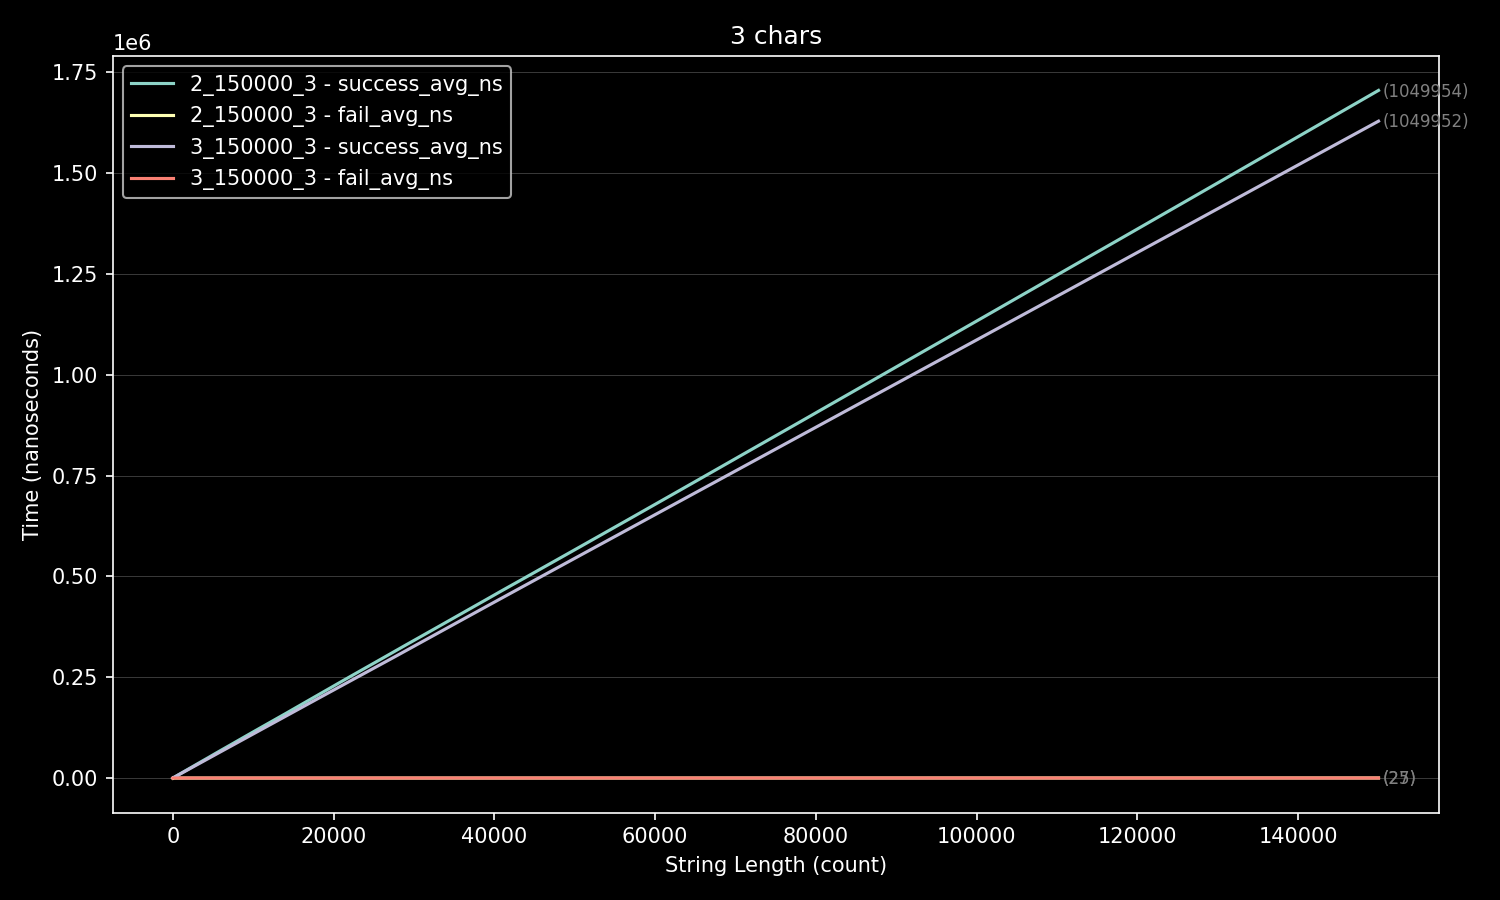 3 chars
1e6
1.75
1.50
1.25
1.00
0.75
0.50
0.25
0.00
Time (nanoseconds)
2_150000_3 - success_avg_ns
2_150000_3 - fail_avg_ns
3_150000_3 - success_avg_ns
3_150000_3 - fail_avg_ns
(1049954)
(1049952)
0
20000
40000
60000
80000
100000
120000
140000
String Length (count)